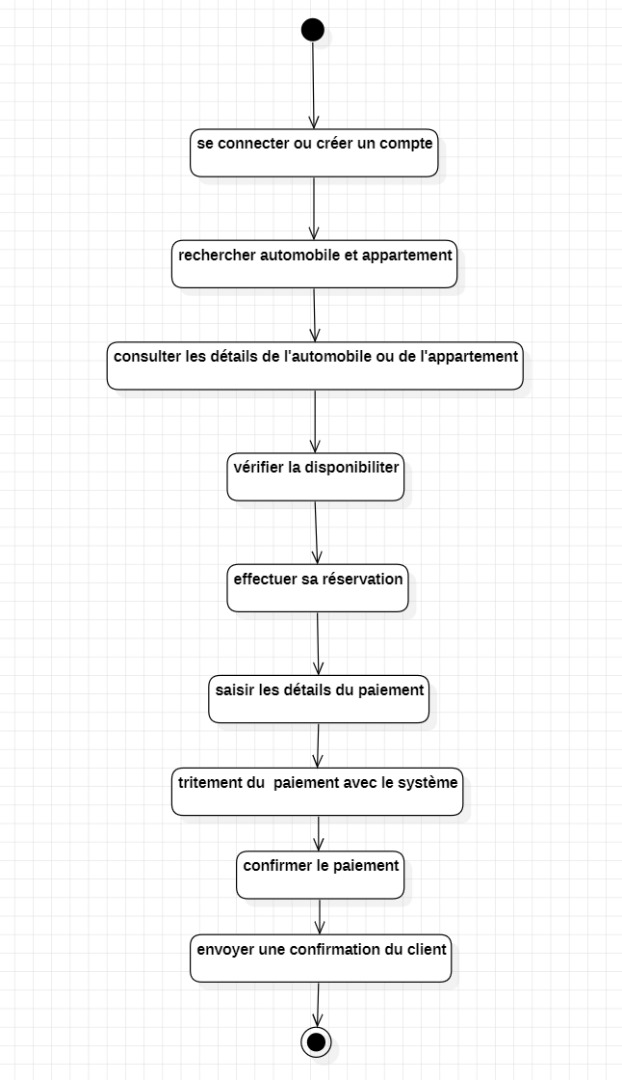 se connecter ou créer un compte
rechercher automobile et appartement
consulter les détails de l'automobile ou de l'appartement
vérifier la disponibiliter
effectuer sa réservation
saisir les détails du paiement
tritement du  paiement avec le système
confirmer le paiement
envoyer une confirmation du client